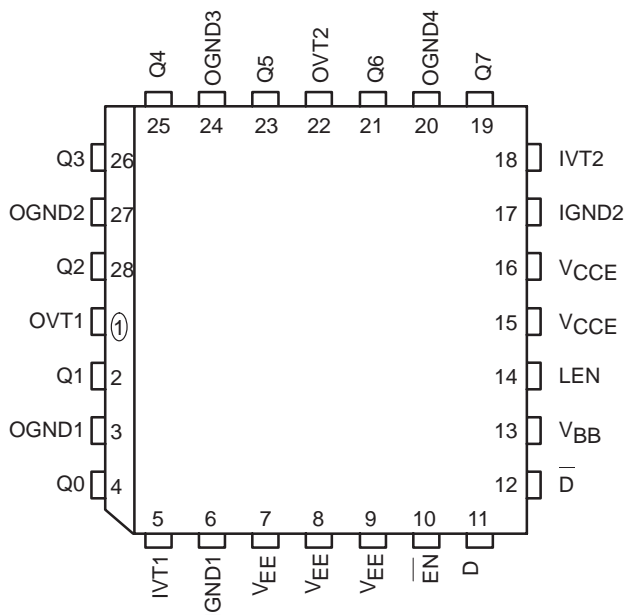 Q4 OGND3 Q5 OVT2 Q6 OGND4 Q7
25 24 23 22 21 20 19
Q3 26 18 IVT2
OGND2 27 17 IGND2
Q2 28 16 VCCE
OVT1 1 15 VCCE
Q1 2 14 LEN
OGND1 3 13 VBB
Q0 4 12 D̅
5 6 7 8 9 10 11
IVT1 GND1 VEE VEE VEE E̅N̅ D